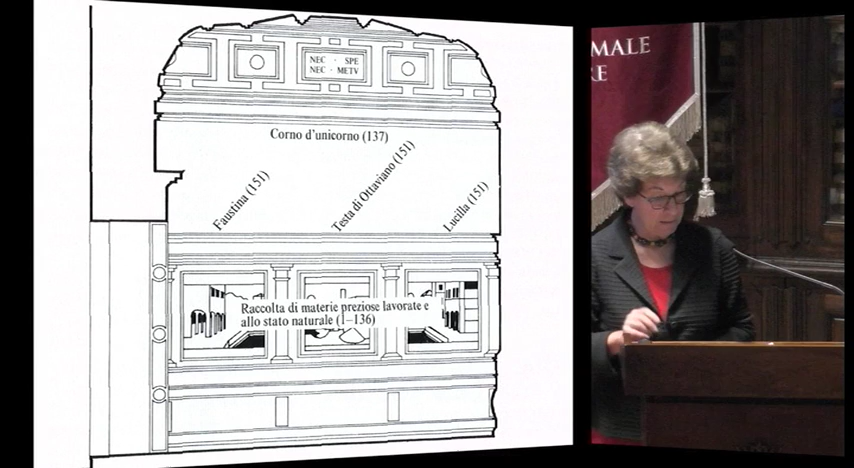 NEC · SPE
NEC · METV
Corno d'unicorno (137)
Faustina (151)
Testa di Ottaviano (151)
Lucilla (151)
Raccolta di materie preziose lavorate e
allo stato naturale (1–136)
MALE
RE